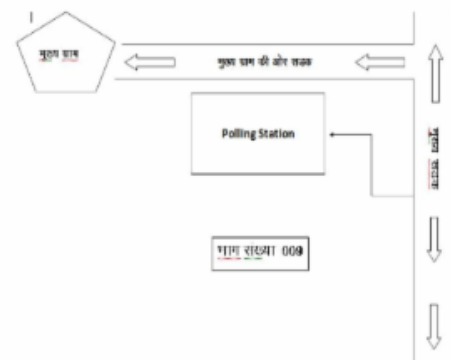 मुख्य ग्राम
मुख्य ग्राम की ओर सड़क
Polling Station
मुख्य सड़क
भाग संख्या 009